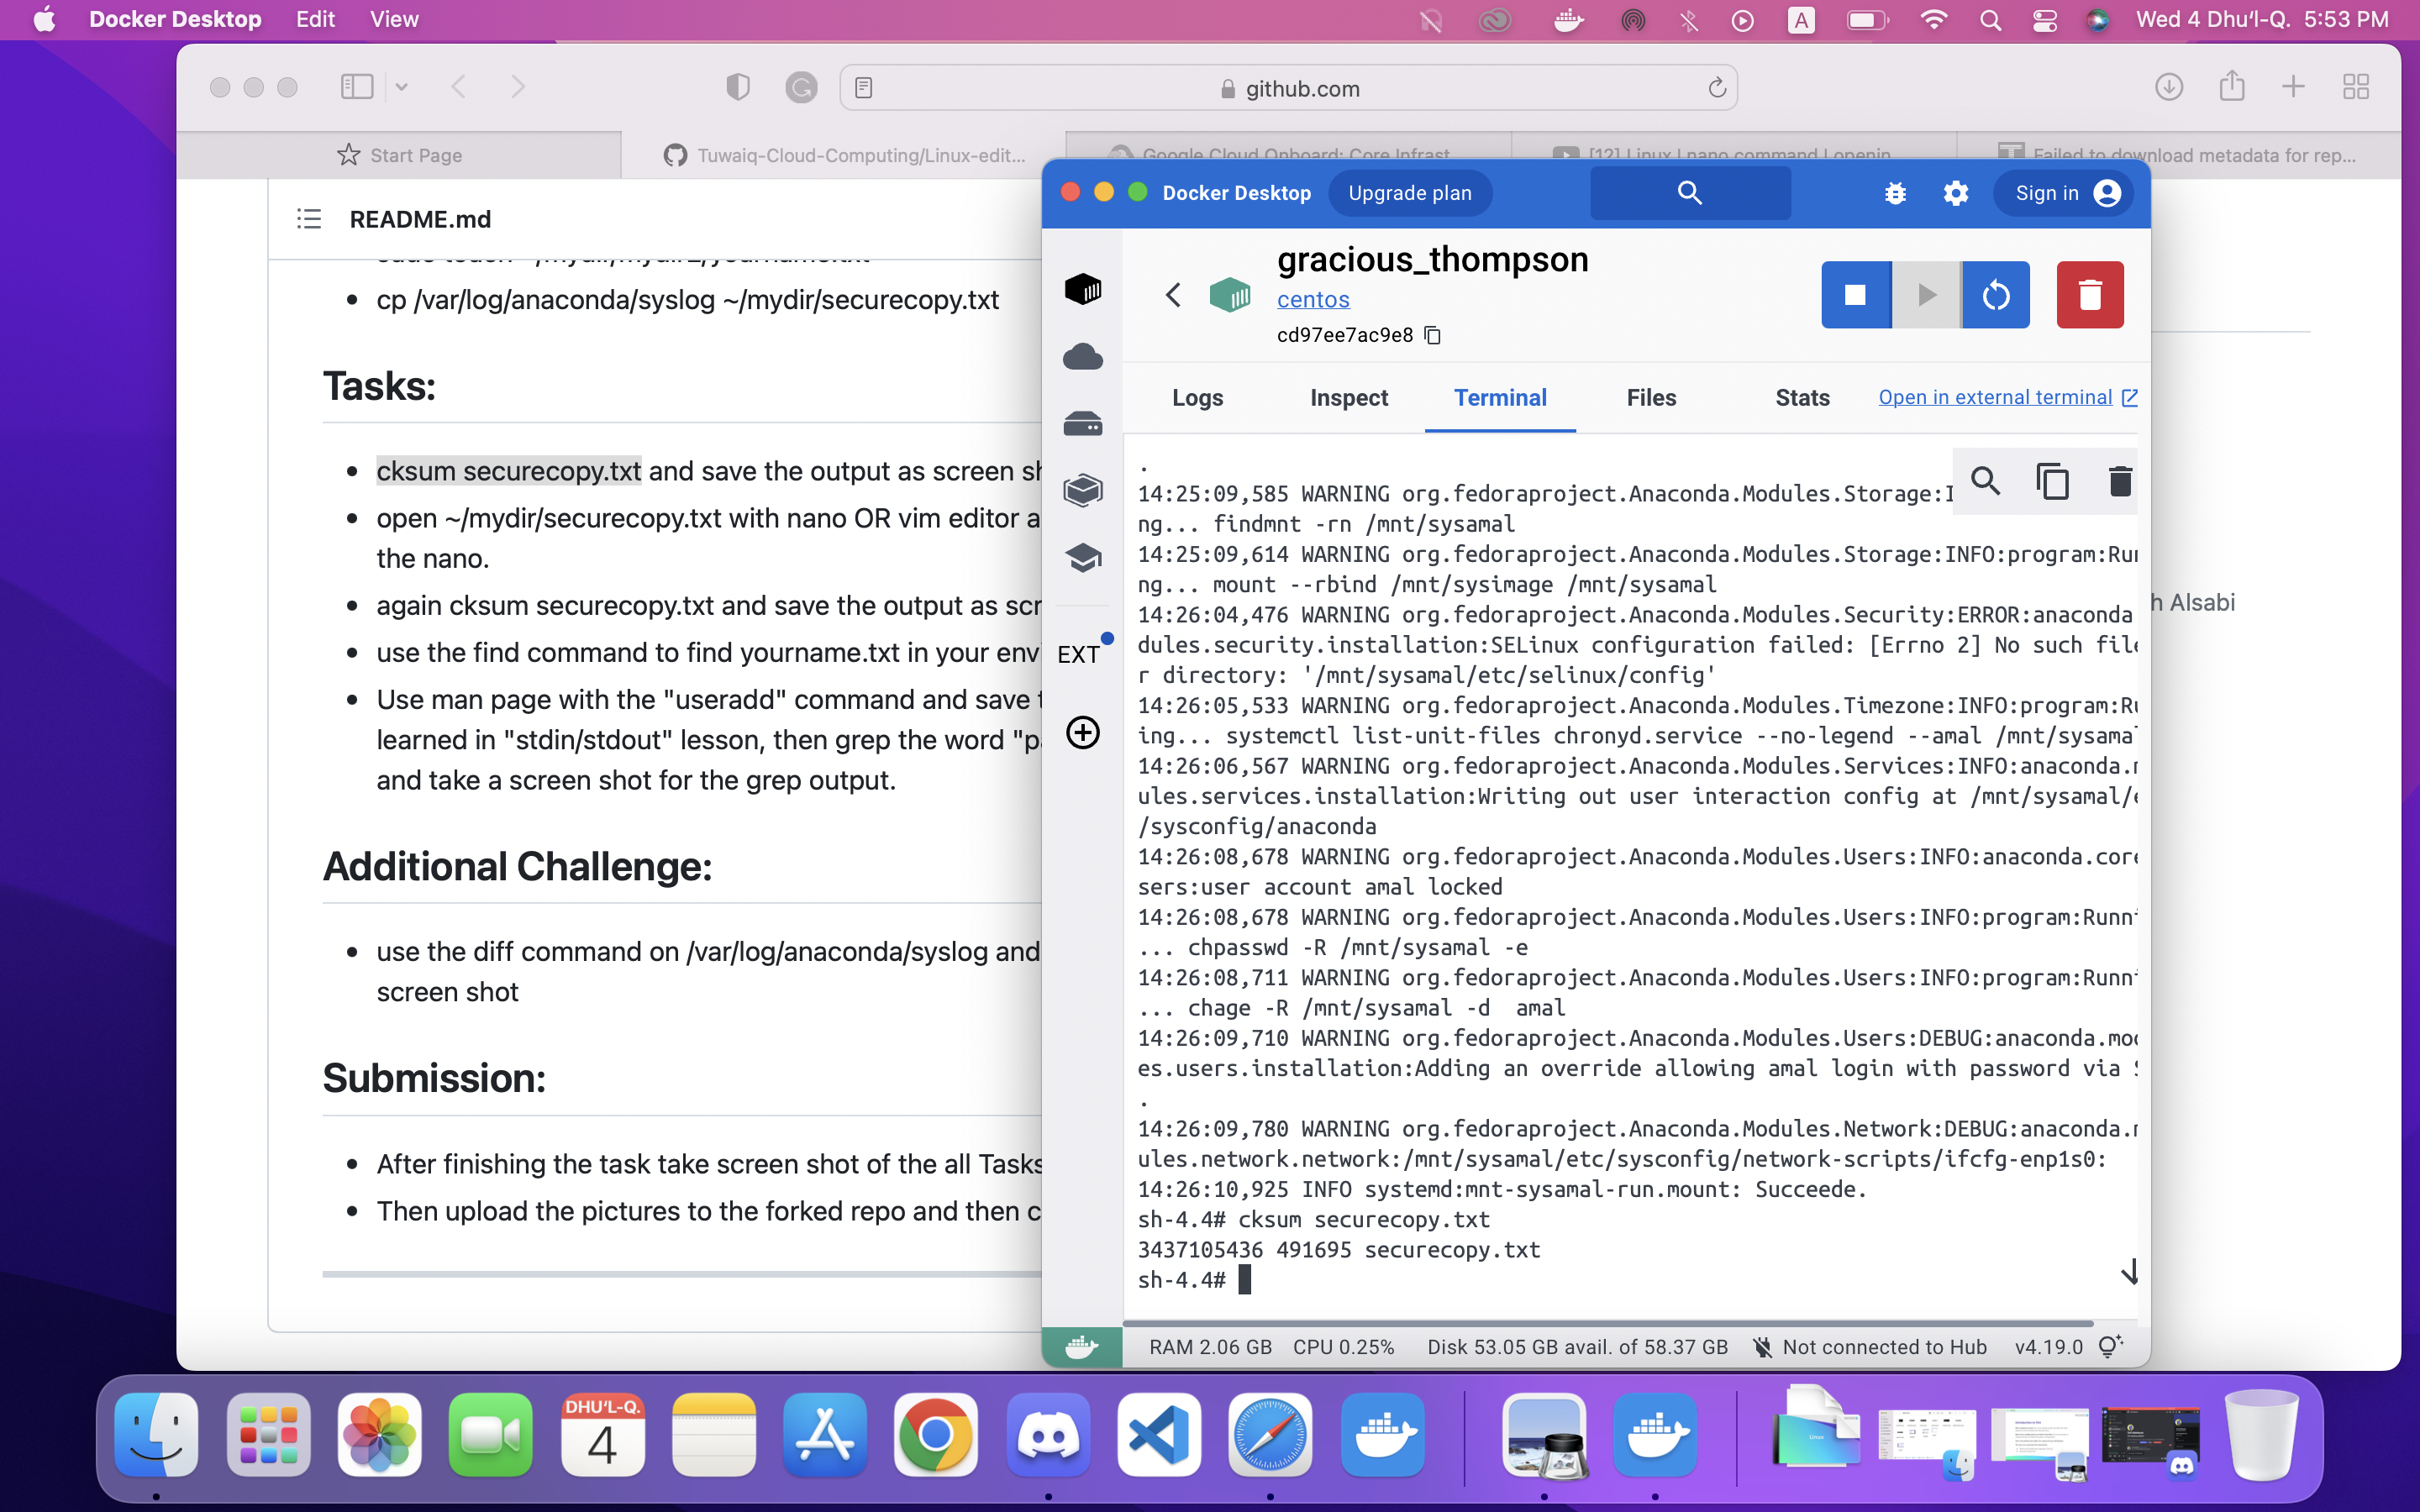 Docker Desktop Edit View A Wed 4 Dhuʻl-Q. 5:53 PM
github.com
Start Page
Tuwaiq-Cloud-Computing/Linux-edit...
Google Cloud Onboard: Core Infrast...
[12] Linux | nano command | openin...
Failed to download metadata for rep...
README.md
cp /var/log/anaconda/syslog ~/mydir/securecopy.txt
Tasks:
cksum securecopy.txt and save the output as screen sh
open ~/mydir/securecopy.txt with nano OR vim editor a
the nano.
again cksum securecopy.txt and save the output as scr
use the find command to find yourname.txt in your env
Use man page with the "useradd" command and save t
learned in "stdin/stdout" lesson, then grep the word "pa
and take a screen shot for the grep output.
Additional Challenge:
use the diff command on /var/log/anaconda/syslog and
screen shot
Submission:
After finishing the task take screen shot of the all Tasks
Then upload the pictures to the forked repo and then c
h Alsabi
Docker Desktop Upgrade plan Sign in
gracious_thompson
centos
cd97ee7ac9e8
Logs Inspect Terminal Files Stats Open in external terminal
EXT
.
14:25:09,585 WARNING org.fedoraproject.Anaconda.Modules.Storage:I
ng... findmnt -rn /mnt/sysamal
14:25:09,614 WARNING org.fedoraproject.Anaconda.Modules.Storage:INFO:program:Run
ng... mount --rbind /mnt/sysimage /mnt/sysamal
14:26:04,476 WARNING org.fedoraproject.Anaconda.Modules.Security:ERROR:anaconda.
dules.security.installation:SELinux configuration failed: [Errno 2] No such file
r directory: '/mnt/sysamal/etc/selinux/config'
14:26:05,533 WARNING org.fedoraproject.Anaconda.Modules.Timezone:INFO:program:Ru
ing... systemctl list-unit-files chronyd.service --no-legend --amal /mnt/sysamal
14:26:06,567 WARNING org.fedoraproject.Anaconda.Modules.Services:INFO:anaconda.m
ules.services.installation:Writing out user interaction config at /mnt/sysamal/e
/sysconfig/anaconda
14:26:08,678 WARNING org.fedoraproject.Anaconda.Modules.Users:INFO:anaconda.core
sers:user account amal locked
14:26:08,678 WARNING org.fedoraproject.Anaconda.Modules.Users:INFO:program:Runni
... chpasswd -R /mnt/sysamal -e
14:26:08,711 WARNING org.fedoraproject.Anaconda.Modules.Users:INFO:program:Runni
... chage -R /mnt/sysamal -d  amal
14:26:09,710 WARNING org.fedoraproject.Anaconda.Modules.Users:DEBUG:anaconda.mod
es.users.installation:Adding an override allowing amal login with password via S
.
14:26:09,780 WARNING org.fedoraproject.Anaconda.Modules.Network:DEBUG:anaconda.m
ules.network.network:/mnt/sysamal/etc/sysconfig/network-scripts/ifcfg-enp1s0:
14:26:10,925 INFO systemd:mnt-sysamal-run.mount: Succeede.
sh-4.4# cksum securecopy.txt
3437105436 491695 securecopy.txt
sh-4.4#
RAM 2.06 GB CPU 0.25% Disk 53.05 GB avail. of 58.37 GB Not connected to Hub v4.19.0
DHU'L-Q.
4
Linux